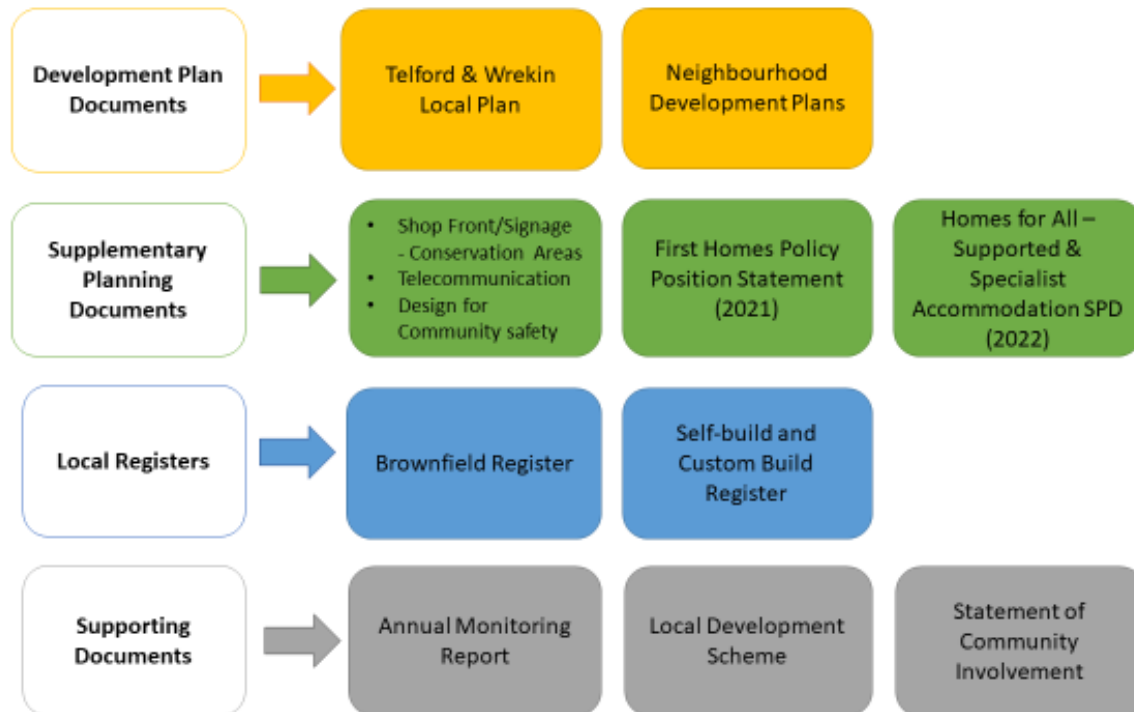 Development Plan
Documents
Telford & Wrekin
Local Plan
Neighbourhood
Development Plans
Supplementary
Planning
Documents
• Shop Front/Signage
- Conservation Areas
• Telecommunication
• Design for
Community safety
First Homes Policy
Position Statement
(2021)
Homes for All –
Supported &
Specialist
Accommodation SPD
(2022)
Local Registers
Brownfield Register
Self-build and
Custom Build
Register
Supporting
Documents
Annual Monitoring
Report
Local Development
Scheme
Statement of
Community
Involvement